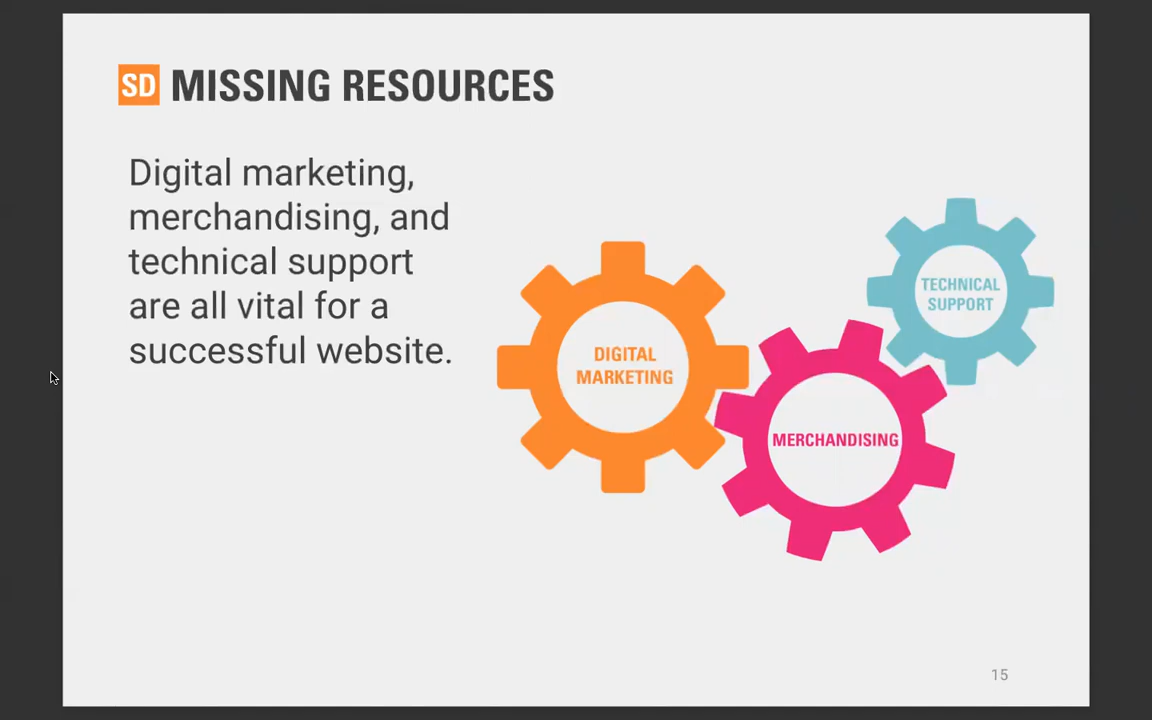 SD MISSING RESOURCES
Digital marketing,
merchandising, and
technical support
are all vital for a
successful website.
TECHNICAL
SUPPORT
DIGITAL
MARKETING
MERCHANDISING
15